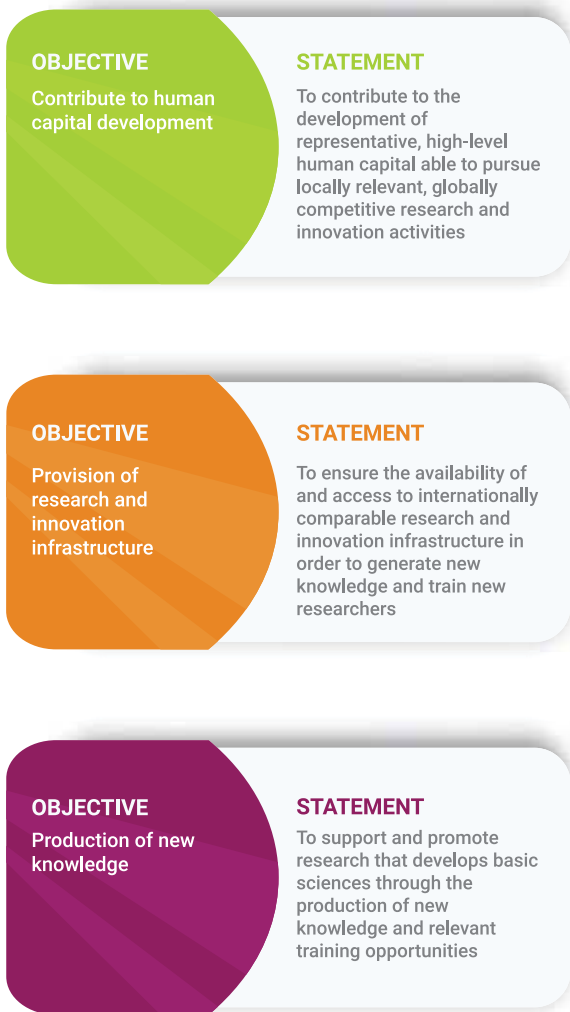 OBJECTIVE
Contribute to human
capital development
STATEMENT
To contribute to the
development of
representative, high-level
human capital able to pursue
locally relevant, globally
competitive research and
innovation activities
OBJECTIVE
Provision of
research and
innovation
infrastructure
STATEMENT
To ensure the availability of
and access to internationally
comparable research and
innovation infrastructure in
order to generate new
knowledge and train new
researchers
OBJECTIVE
Production of new
knowledge
STATEMENT
To support and promote
research that develops basic
sciences through the
production of new
knowledge and relevant
training opportunities